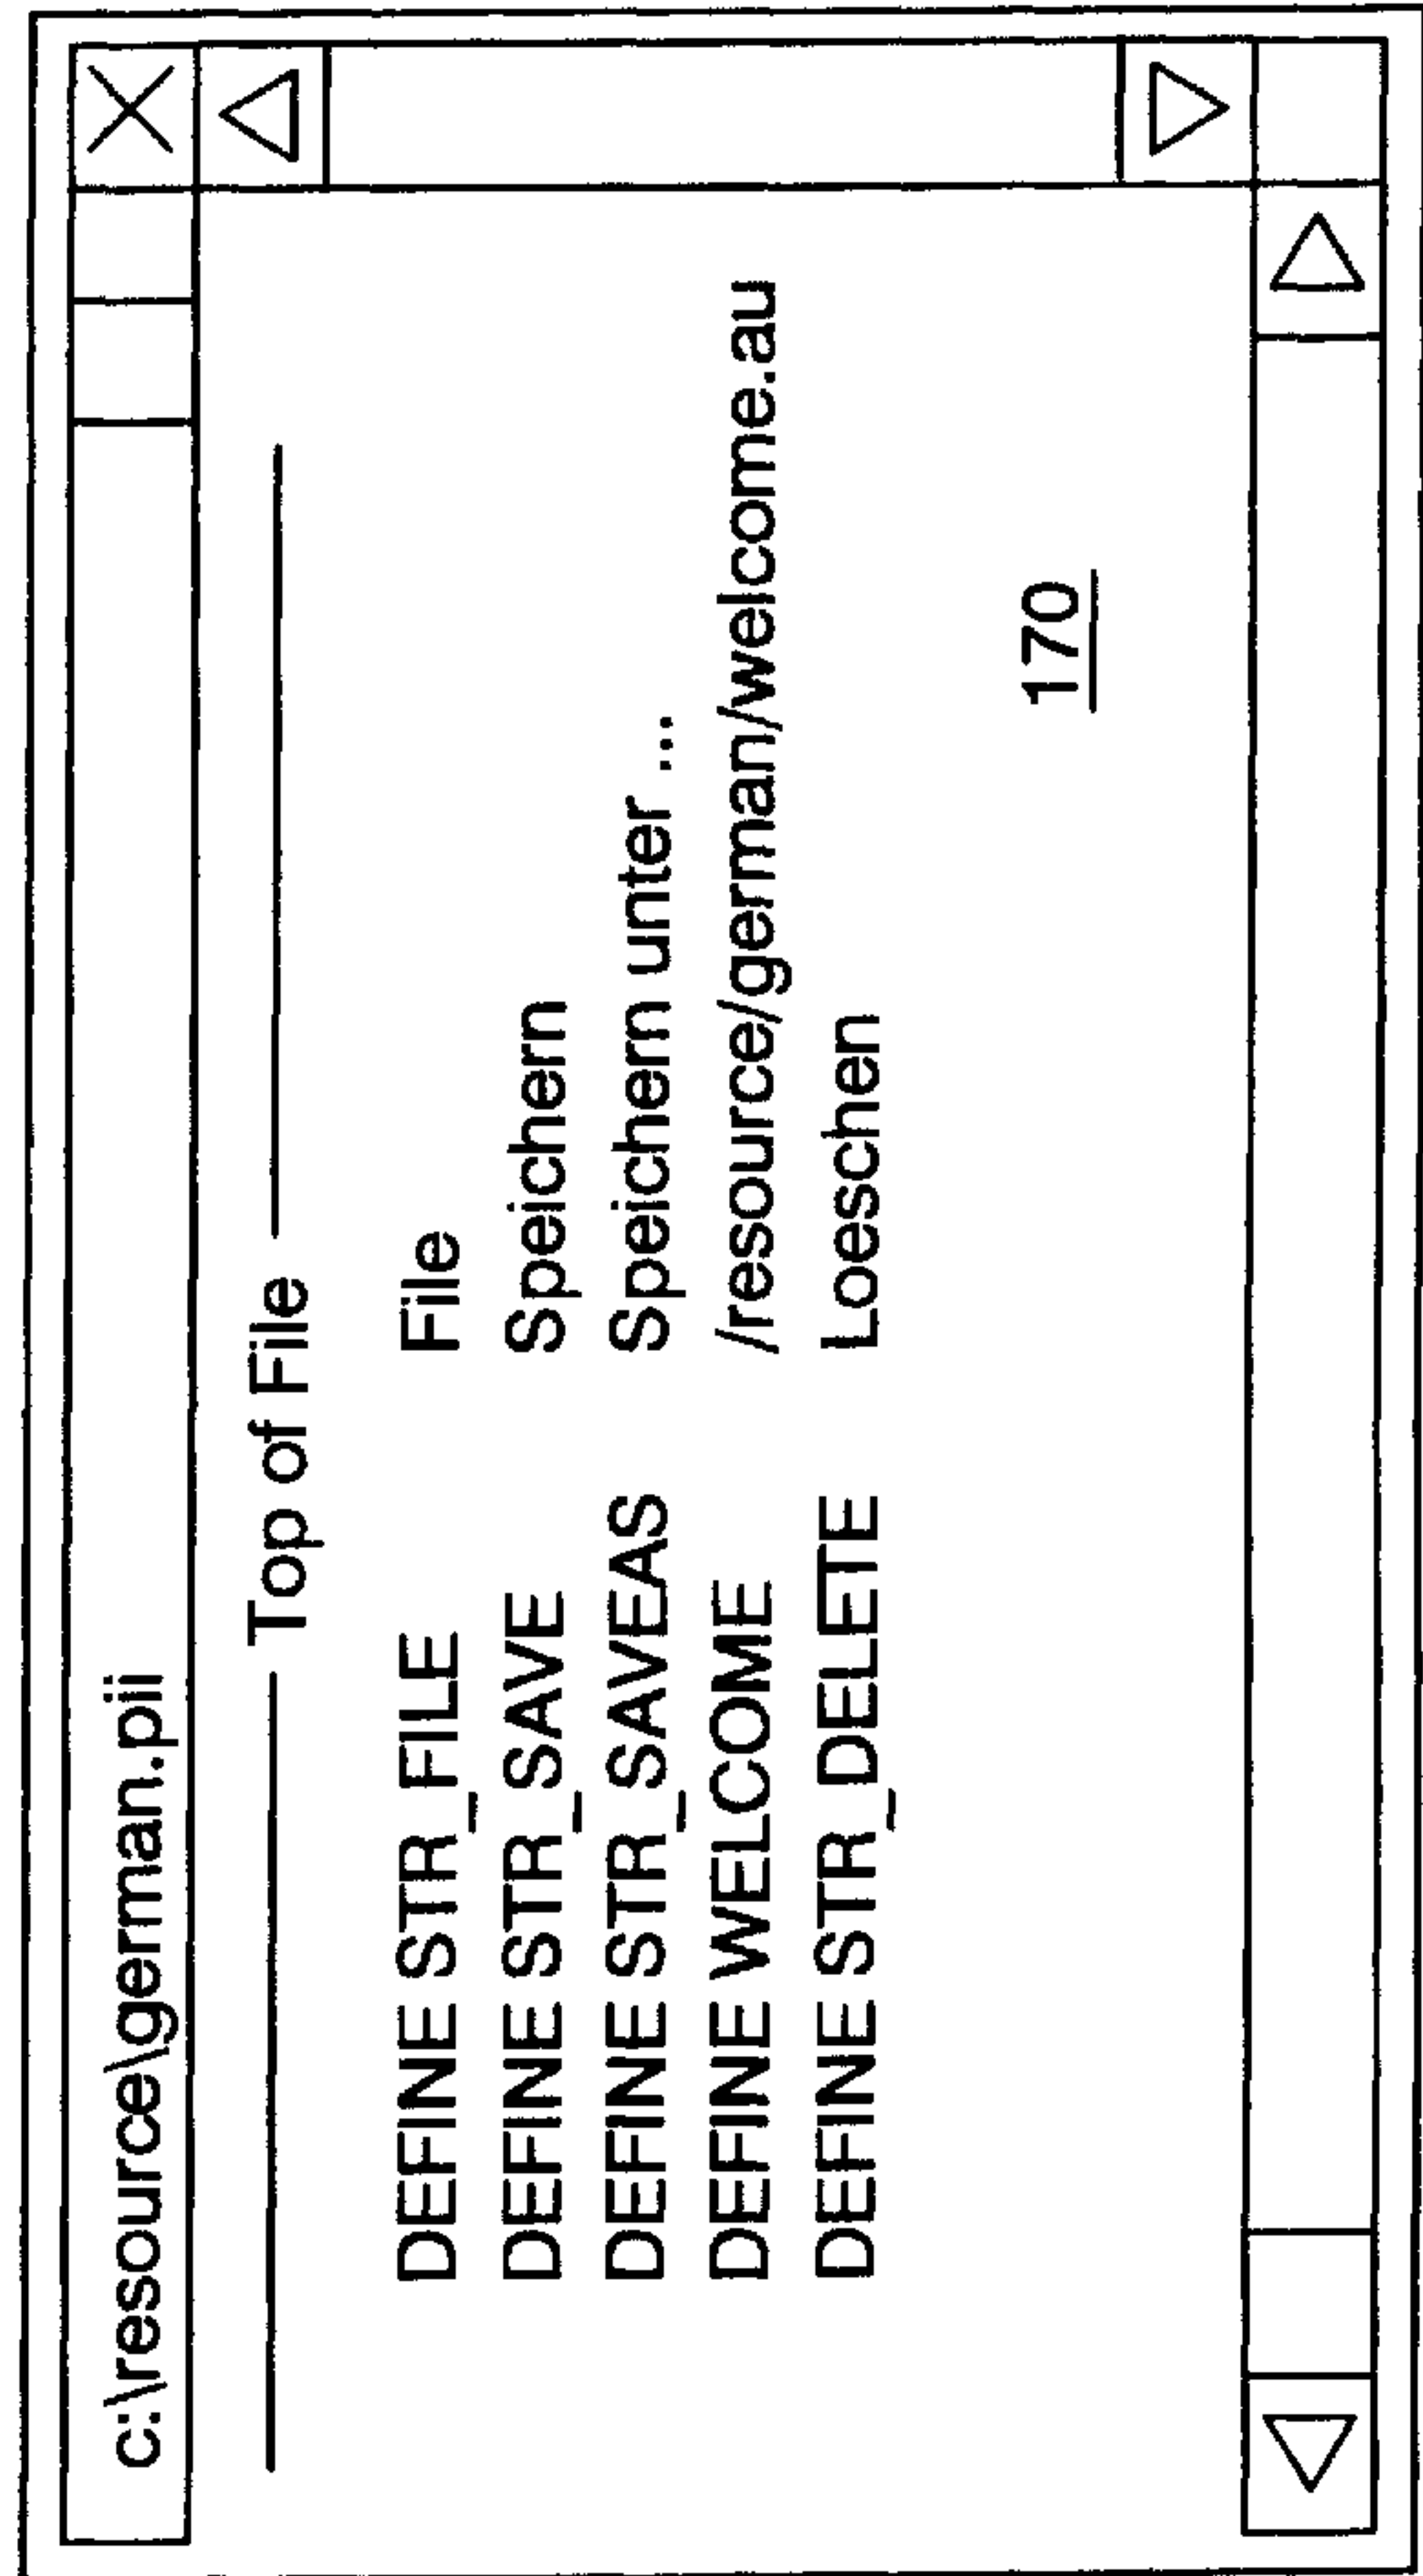 c:\resource\german.pii
Top of File
DEFINE STR_FILE File
DEFINE STR_SAVE Speichern
DEFINE STR_SAVEAS Speichern unter ...
DEFINE WELCOME /resource/german/welcome.au
DEFINE STR_DELETE Loeschen
170